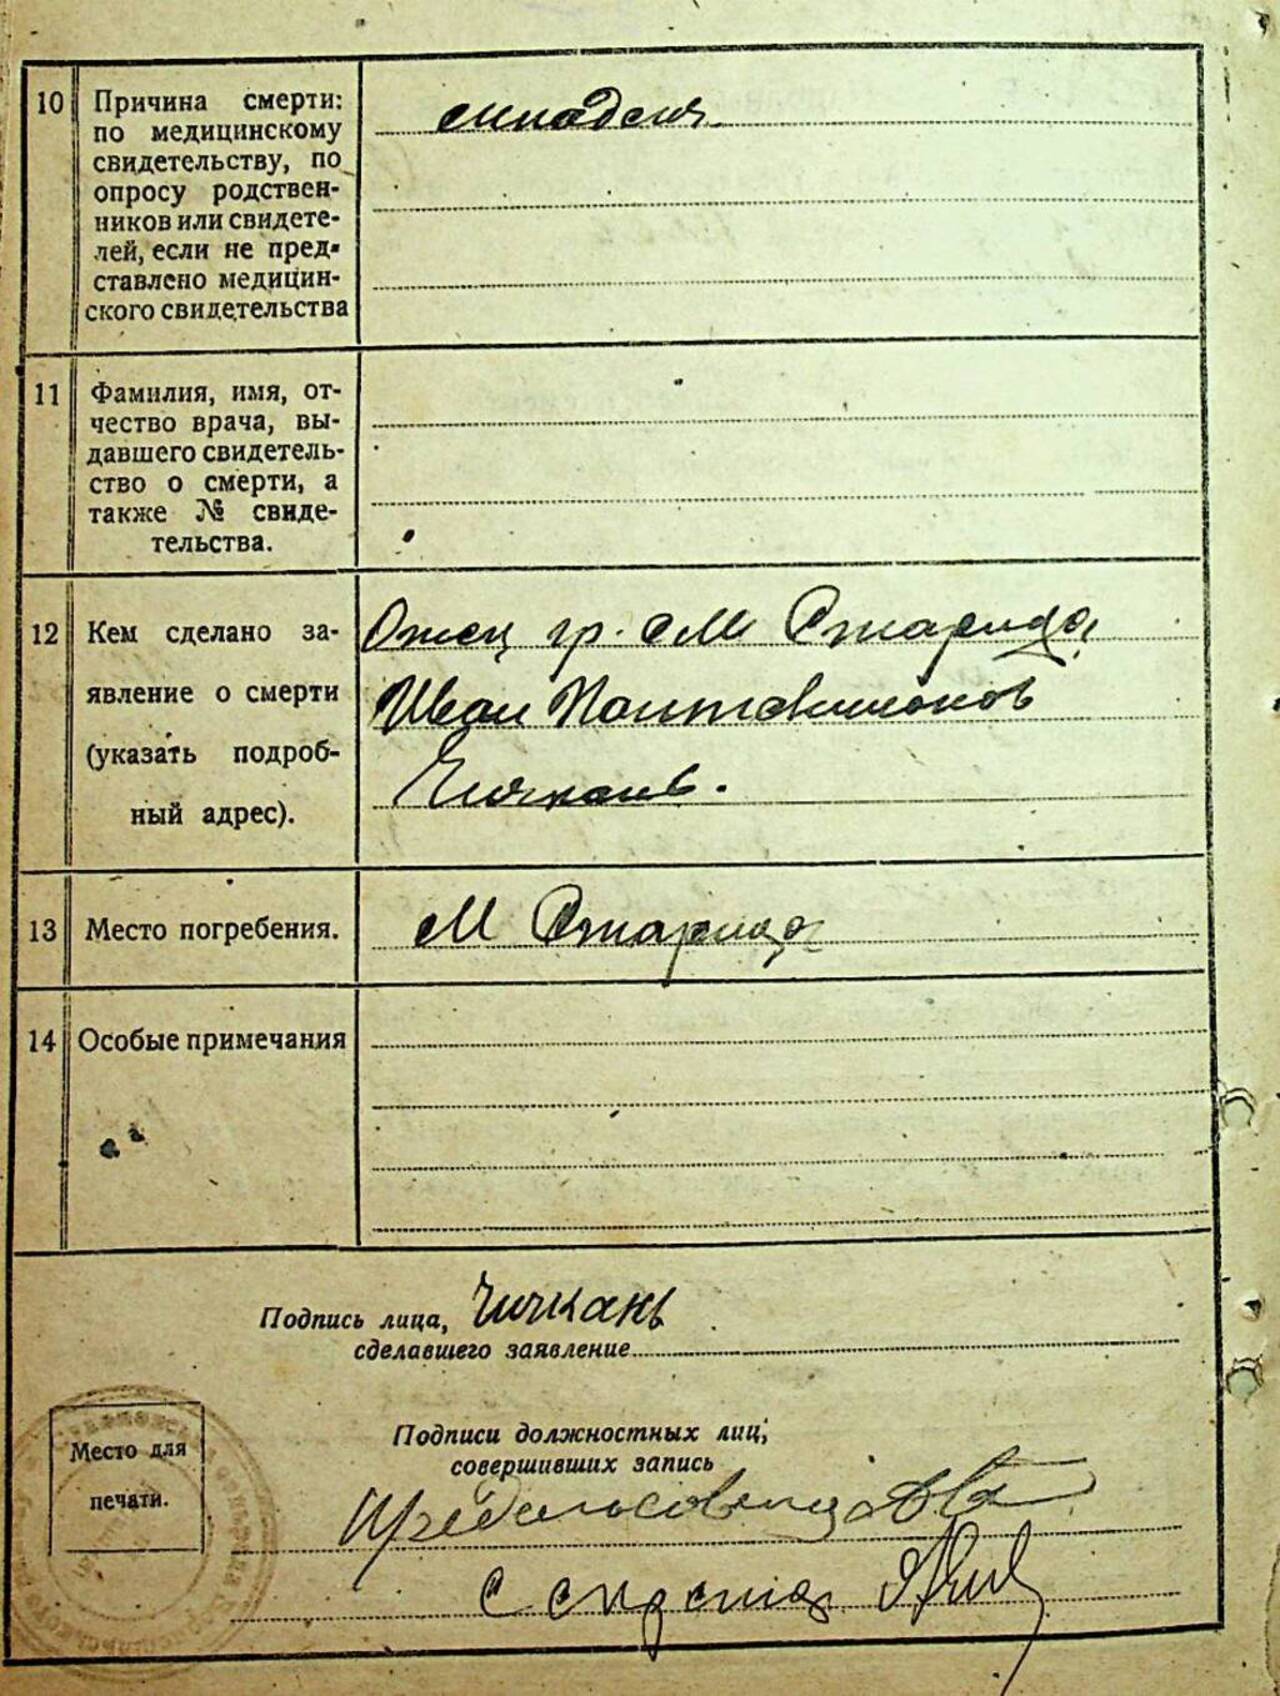 10 Причина смерти:
по медицинскому
свидетельству, по
опросу родствен-
ников или свидете-
лей, если не пред-
ставлено медицин-
ского свидетельства
11 Фамилия, имя, от-
чество врача, вы-
давшего свидетель-
ство о смерти, а
также № свиде-
тельства.
12 Кем сделано за-
явление о смерти
(указать подроб-
ный адрес).
Отец гр. с М Старица
Иван Пантелимонов
Чичкань.
13 Место погребения.
М Старица
14 Особые примечания
Подпись лица, Чичкань
сделавшего заявление
Место для
печати.
Подписи должностных лиц,
совершивших запись